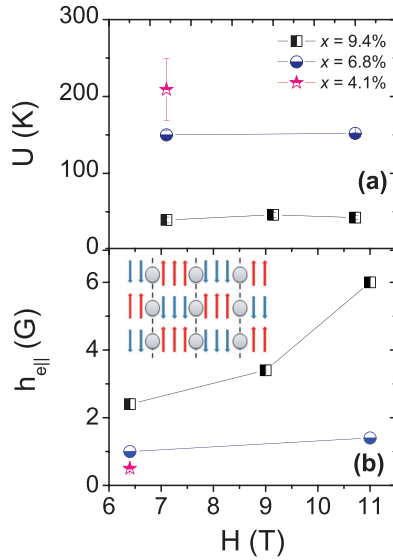 300
x = 9.4%
x = 6.8%
x = 4.1%
200
150
100
0
U (K)
(a)
6
4
2
0
h_e|| (G)
(b)
6 7 8 9 10 11
H (T)